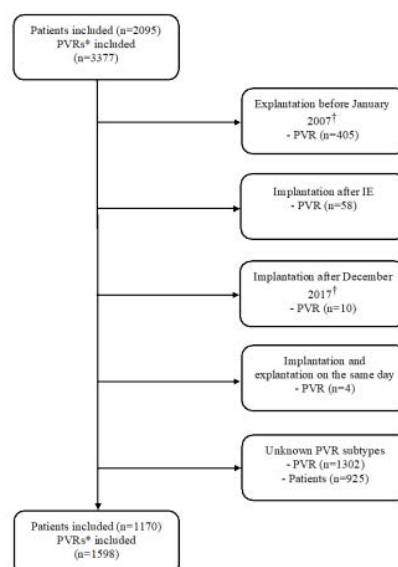 Patients included (n=2095)
PVRs* included
(n=3377)
Explantation before January
2007†
- PVR (n=405)
Implantation after IE
- PVR (n=58)
Implantation after December
2017†
- PVR (n=10)
Implantation and
explantation on the same day
- PVR (n=4)
Unknown PVR subtypes
- PVR (n=1302)
- Patients (n=925)
Patients included (n=1170)
PVRs* included
(n=1598)